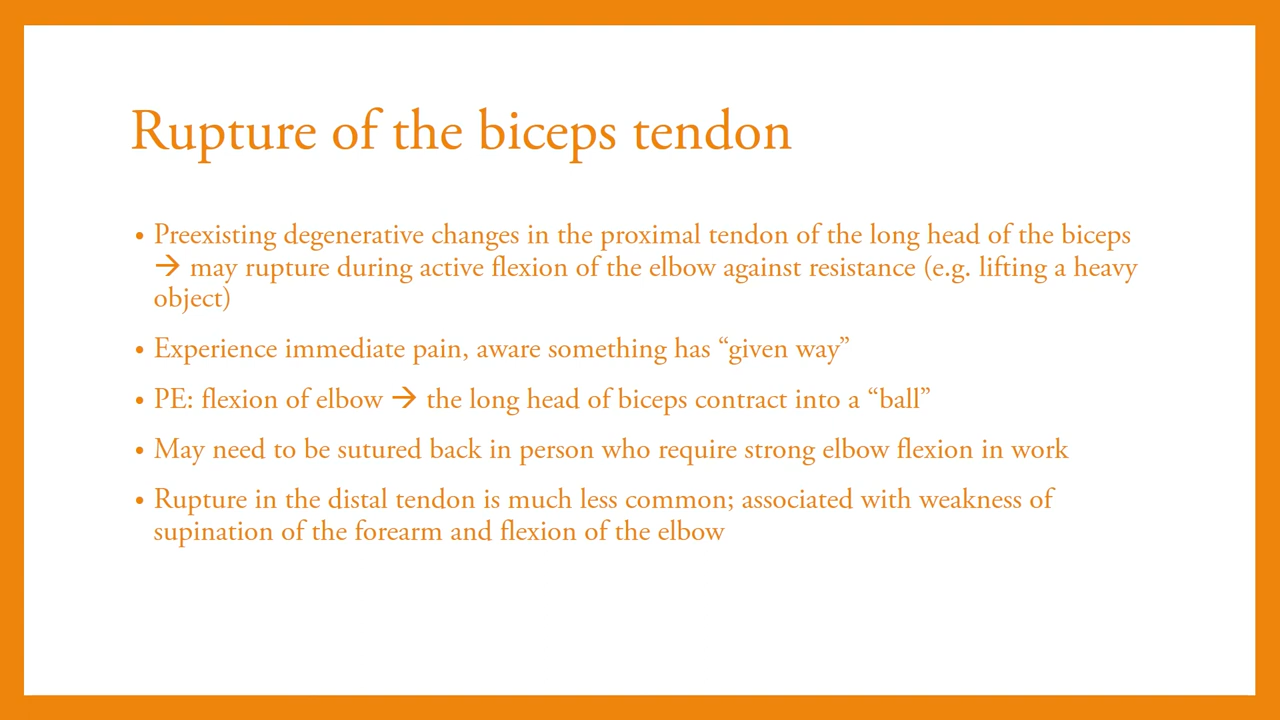 Rupture of the biceps tendon
• Preexisting degenerative changes in the proximal tendon of the long head of the biceps
→ may rupture during active flexion of the elbow against resistance (e.g. lifting a heavy
object)
• Experience immediate pain, aware something has “given way”
• PE: flexion of elbow → the long head of biceps contract into a “ball”
• May need to be sutured back in person who require strong elbow flexion in work
• Rupture in the distal tendon is much less common; associated with weakness of
supination of the forearm and flexion of the elbow